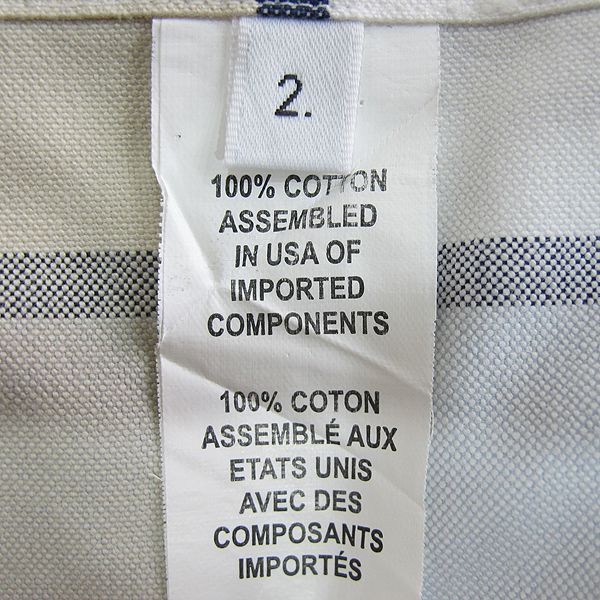 2.
100% COTTON
ASSEMBLED
IN USA OF
IMPORTED
COMPONENTS
100% COTON
ASSEMBLÉ AUX
ETATS UNIS
AVEC DES
COMPOSANTS
IMPORTÉS